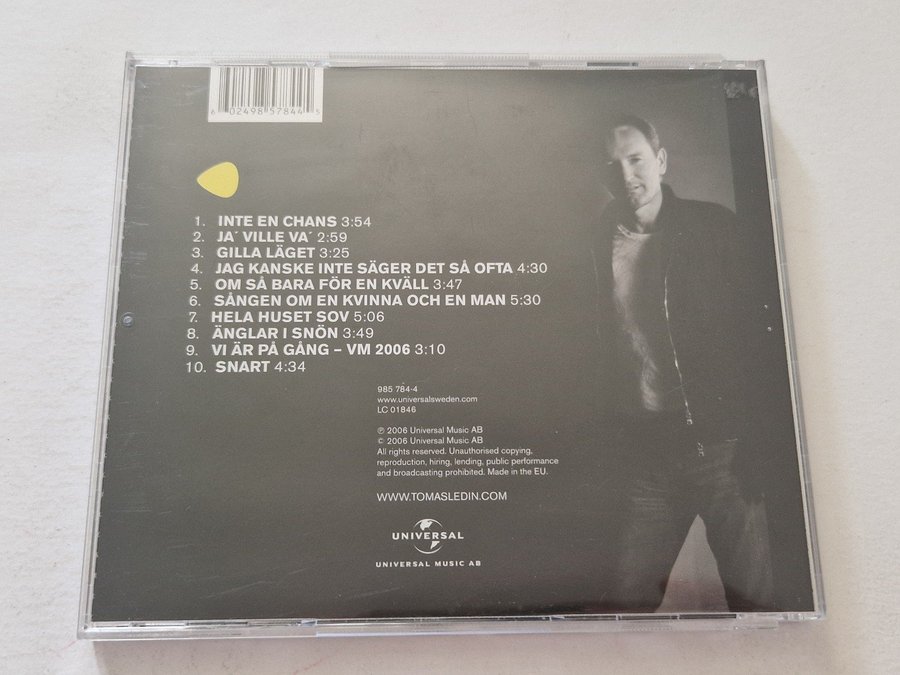 6 02498 57844 5
1. INTE EN CHANS 3:54
2. JA´ VILLE VA´ 2:59
3. GILLA LÄGET 3:25
4. JAG KANSKE INTE SÄGER DET SÅ OFTA 4:30
5. OM SÅ BARA FÖR EN KVÄLL 3:47
6. SÅNGEN OM EN KVINNA OCH EN MAN 5:30
7. HELA HUSET SOV 5:06
8. ÄNGLAR I SNÖN 3:49
9. VI ÄR PÅ GÅNG – VM 2006 3:10
10. SNART 4:34
985 784-4
www.universalsweden.com
LC 01846
℗ 2006 Universal Music AB
© 2006 Universal Music AB
All rights reserved. Unauthorised copying,
reproduction, hiring, lending, public performance
and broadcasting prohibited. Made in the EU.
WWW.TOMASLEDIN.COM
UNIVERSAL
UNIVERSAL MUSIC AB